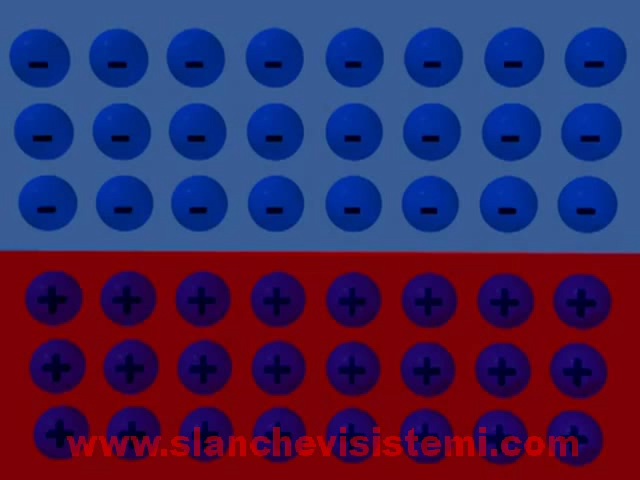 - - - - - - - -
- - - - - - - -
- - - - - - - -
+ + + + + + + +
+ + + + + + + +
+ + + + + + + +
www.slanchevisistemi.com